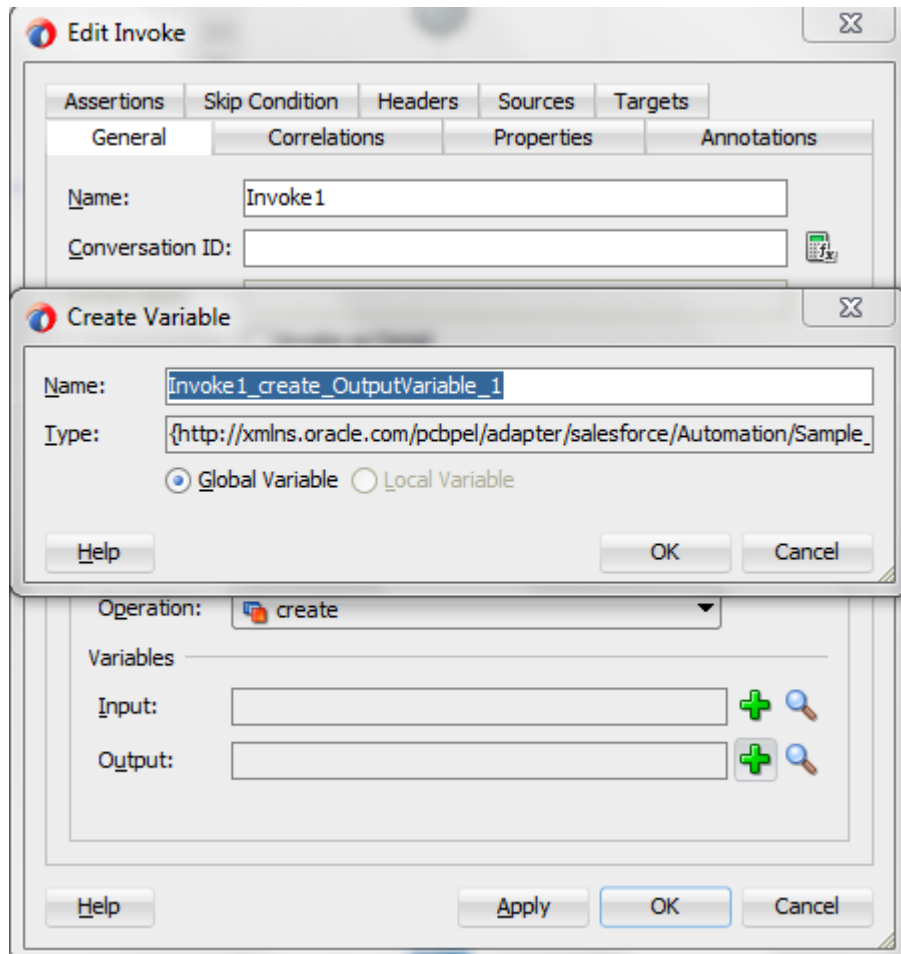 Edit Invoke
Assertions Skip Condition Headers Sources Targets
General Correlations Properties Annotations
Name: Invoke1
Conversation ID:
Create Variable
Name: Invoke1_create_OutputVariable_1
Type: {http://xmlns.oracle.com/pcbpel/adapter/salesforce/Automation/Sample_
Global Variable Local Variable
Help OK Cancel
Operation: create
Variables
Input:
Output:
Help Apply OK Cancel